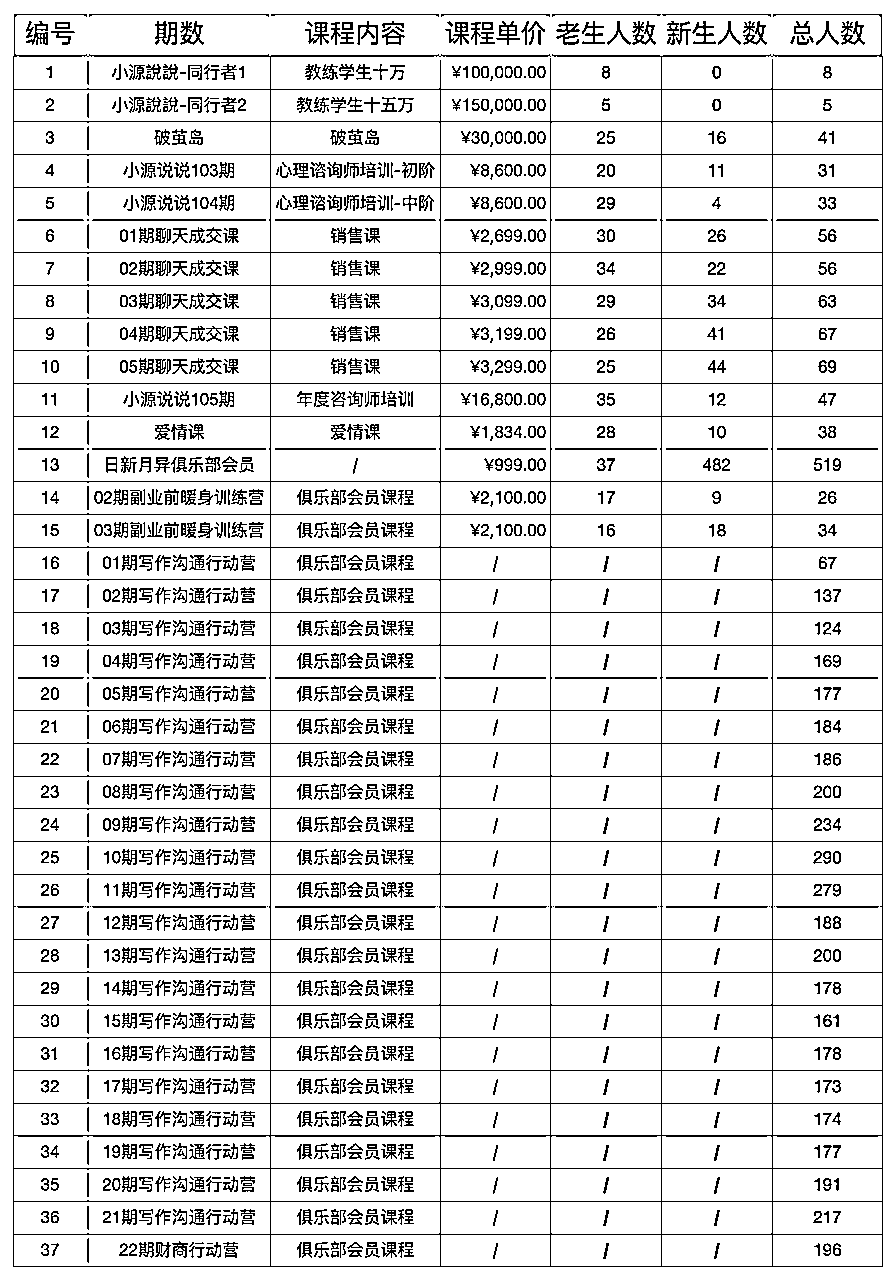 编号 期数 课程内容 课程单价 老生人数 新生人数 总人数
1 小源說說-同行者1 教练学生十万 ¥100,000.00 8 0 8
2 小源說說-同行者2 教练学生十五万 ¥150,000.00 5 0 5
3 破茧岛 破茧岛 ¥30,000.00 25 16 41
4 小源说说103期 心理谘询师培训-初阶 ¥8,600.00 20 11 31
5 小源说说104期 心理谘询师培训-中阶 ¥8,600.00 29 4 33
6 01期聊天成交课 销售课 ¥2,699.00 30 26 56
7 02期聊天成交课 销售课 ¥2,999.00 34 22 56
8 03期聊天成交课 销售课 ¥3,099.00 29 34 63
9 04期聊天成交课 销售课 ¥3,199.00 26 41 67
10 05期聊天成交课 销售课 ¥3,299.00 25 44 69
11 小源说说105期 年度咨询师培训 ¥16,800.00 35 12 47
12 爱情课 爱情课 ¥1,834.00 28 10 38
13 日新月异俱乐部会员 / ¥999.00 37 482 519
14 02期副业前暖身训练营 俱乐部会员课程 ¥2,100.00 17 9 26
15 03期副业前暖身训练营 俱乐部会员课程 ¥2,100.00 16 18 34
16 01期写作沟通行动营 俱乐部会员课程 / / / 67
17 02期写作沟通行动营 俱乐部会员课程 / / / 137
18 03期写作沟通行动营 俱乐部会员课程 / / / 124
19 04期写作沟通行动营 俱乐部会员课程 / / / 169
20 05期写作沟通行动营 俱乐部会员课程 / / / 177
21 06期写作沟通行动营 俱乐部会员课程 / / / 184
22 07期写作沟通行动营 俱乐部会员课程 / / / 186
23 08期写作沟通行动营 俱乐部会员课程 / / / 200
24 09期写作沟通行动营 俱乐部会员课程 / / / 234
25 10期写作沟通行动营 俱乐部会员课程 / / / 290
26 11期写作沟通行动营 俱乐部会员课程 / / / 279
27 12期写作沟通行动营 俱乐部会员课程 / / / 188
28 13期写作沟通行动营 俱乐部会员课程 / / / 200
29 14期写作沟通行动营 俱乐部会员课程 / / / 178
30 15期写作沟通行动营 俱乐部会员课程 / / / 161
31 16期写作沟通行动营 俱乐部会员课程 / / / 178
32 17期写作沟通行动营 俱乐部会员课程 / / / 173
33 18期写作沟通行动营 俱乐部会员课程 / / / 174
34 19期写作沟通行动营 俱乐部会员课程 / / / 177
35 20期写作沟通行动营 俱乐部会员课程 / / / 191
36 21期写作沟通行动营 俱乐部会员课程 / / / 217
37 22期财商行动营 俱乐部会员课程 / / / 196